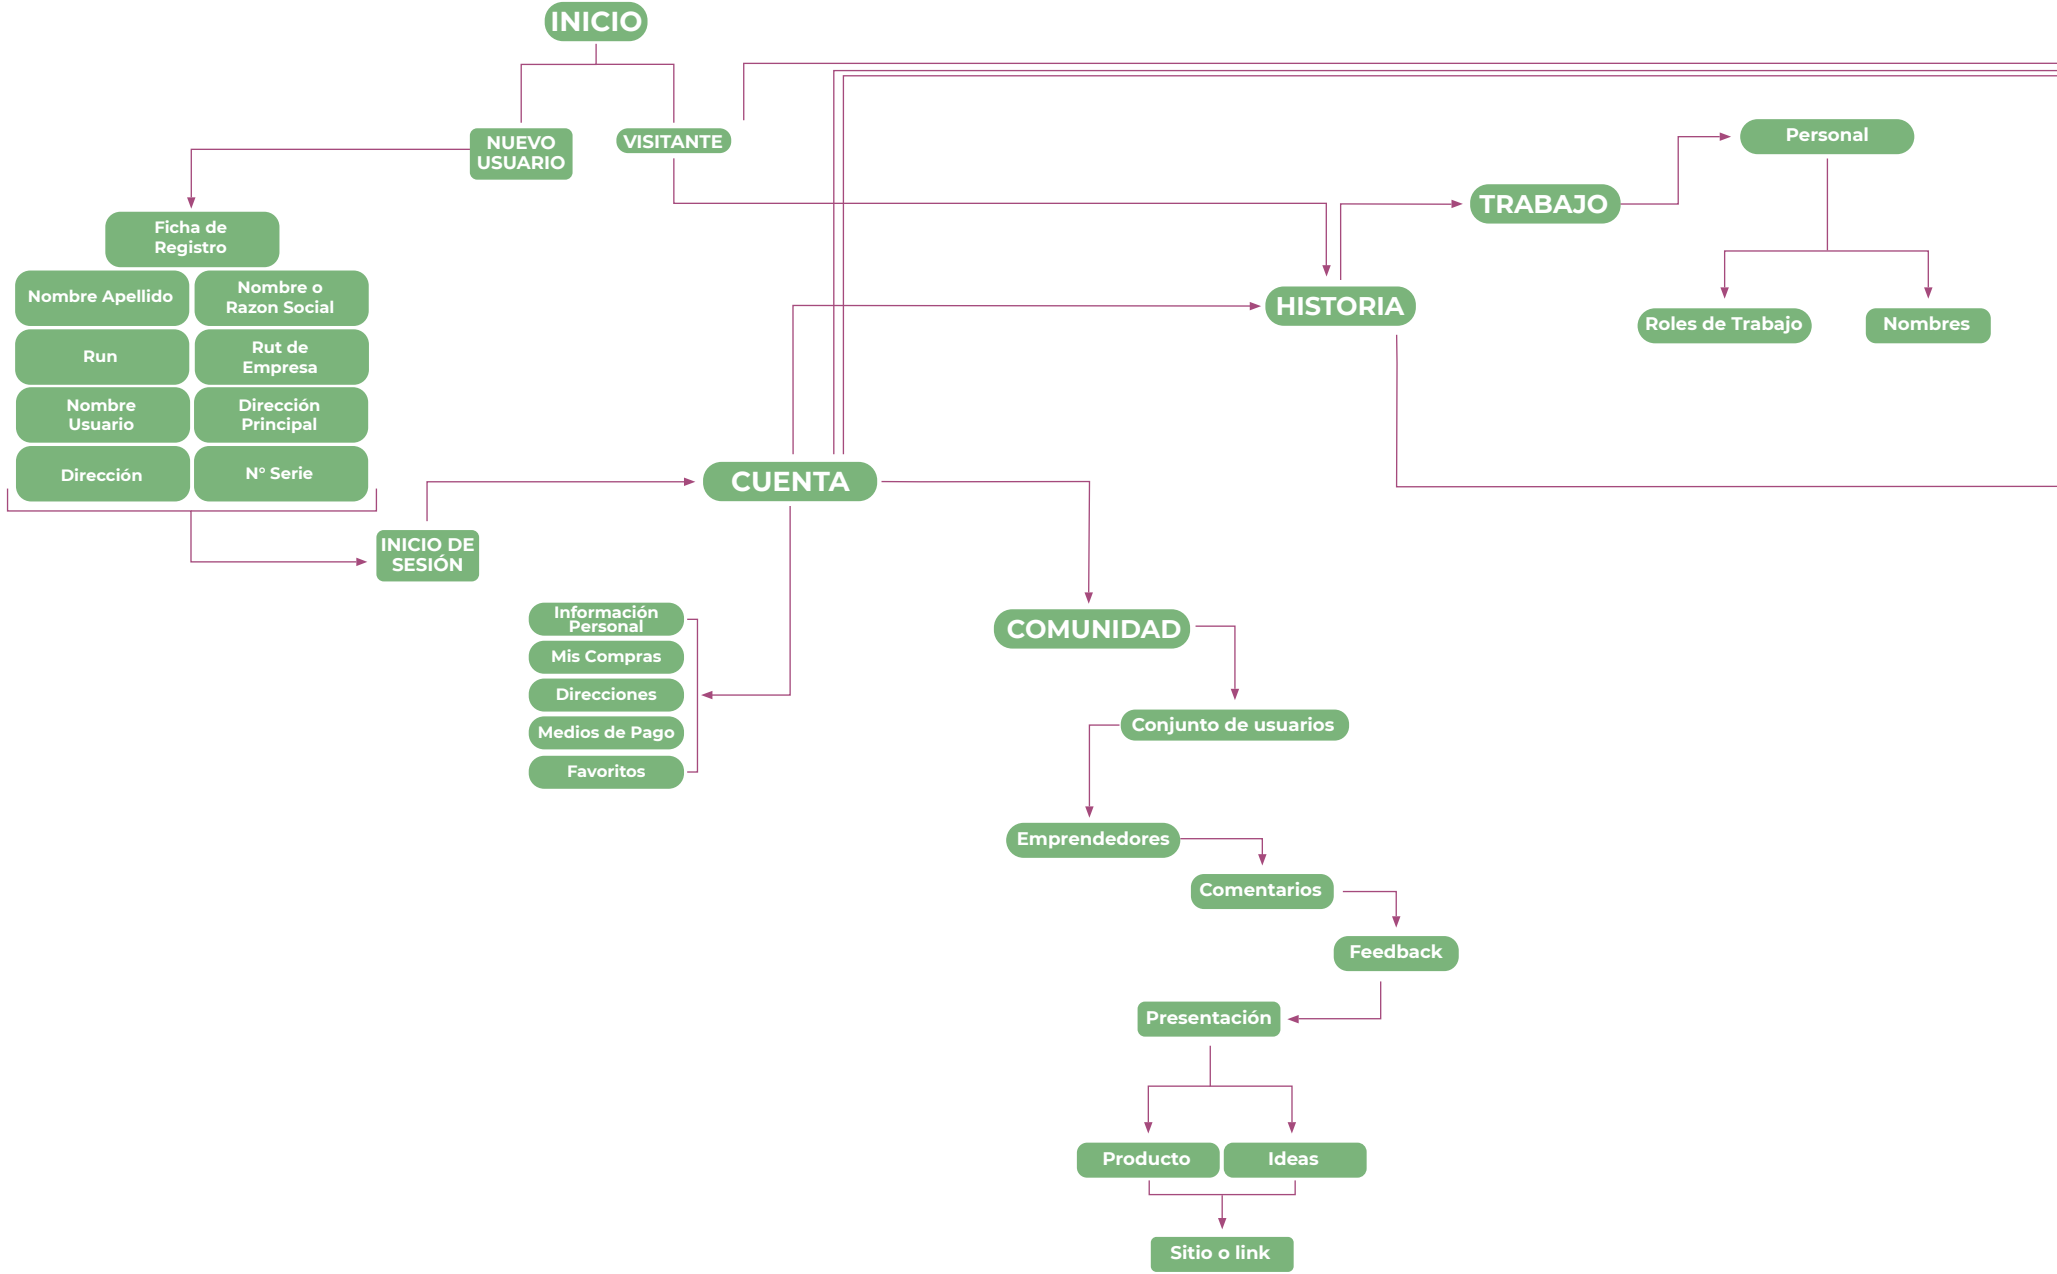 INICIO
NUEVO
USUARIO
VISITANTE
Personal
TRABAJO
Ficha de
Registro
Nombre Apellido
Nombre o
Razon Social
HISTORIA
Roles de Trabajo
Nombres
Run
Rut de
Empresa
Nombre
Usuario
Dirección
Principal
Dirección
N° Serie
CUENTA
INICIO DE
SESIÓN
Información
Personal
Mis Compras
Direcciones
Medios de Pago
Favoritos
COMUNIDAD
Conjunto de usuarios
Emprendedores
Comentarios
Feedback
Presentación
Producto
Ideas
Sitio o link